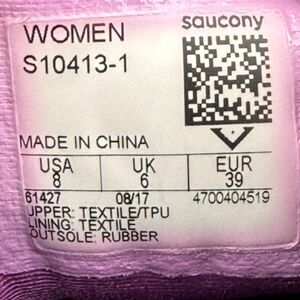 WOMEN saucony
S10413-1
MADE IN CHINA
USA UK EUR
8 6 39
61427 08/17 4700404519
UPPER: TEXTILE/TPU
LINING: TEXTILE
OUTSOLE: RUBBER